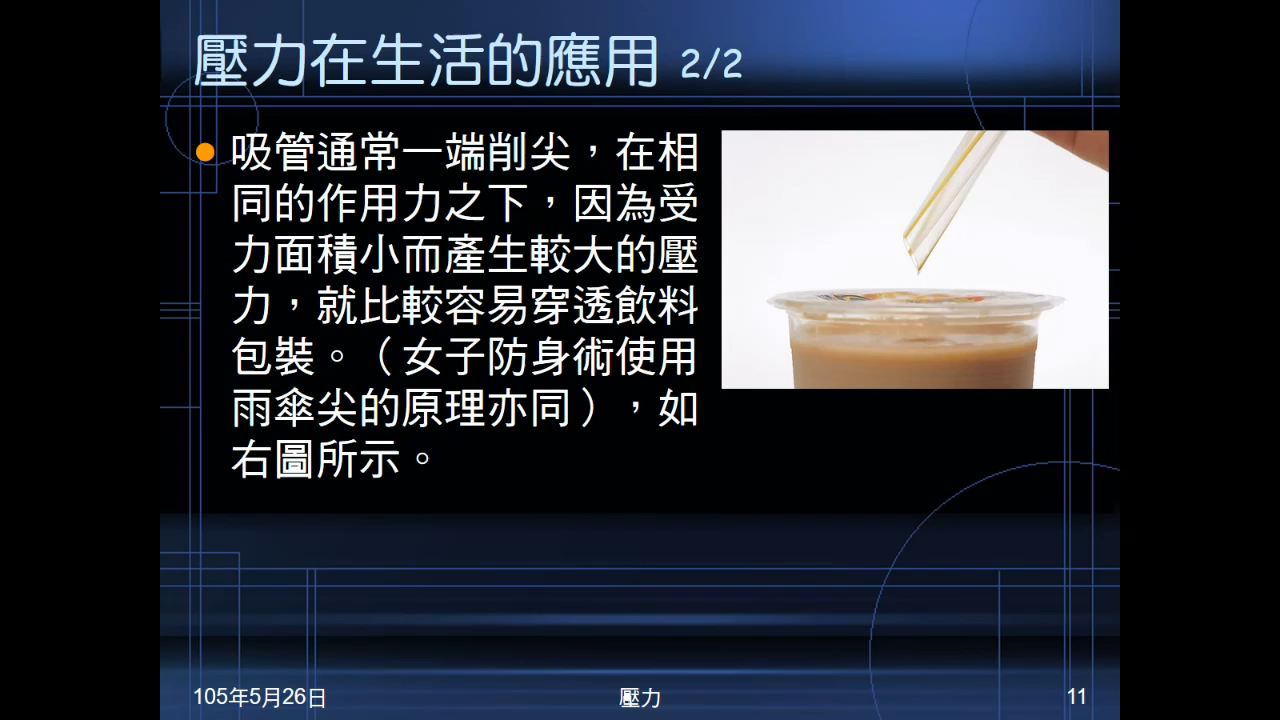 壓力在生活的應用 2/2
吸管通常一端削尖，在相
同的作用力之下，因為受
力面積小而產生較大的壓
力，就比較容易穿透飲料
包裝。（女子防身術使用
雨傘尖的原理亦同），如
右圖所示。
105年5月26日
壓力
11